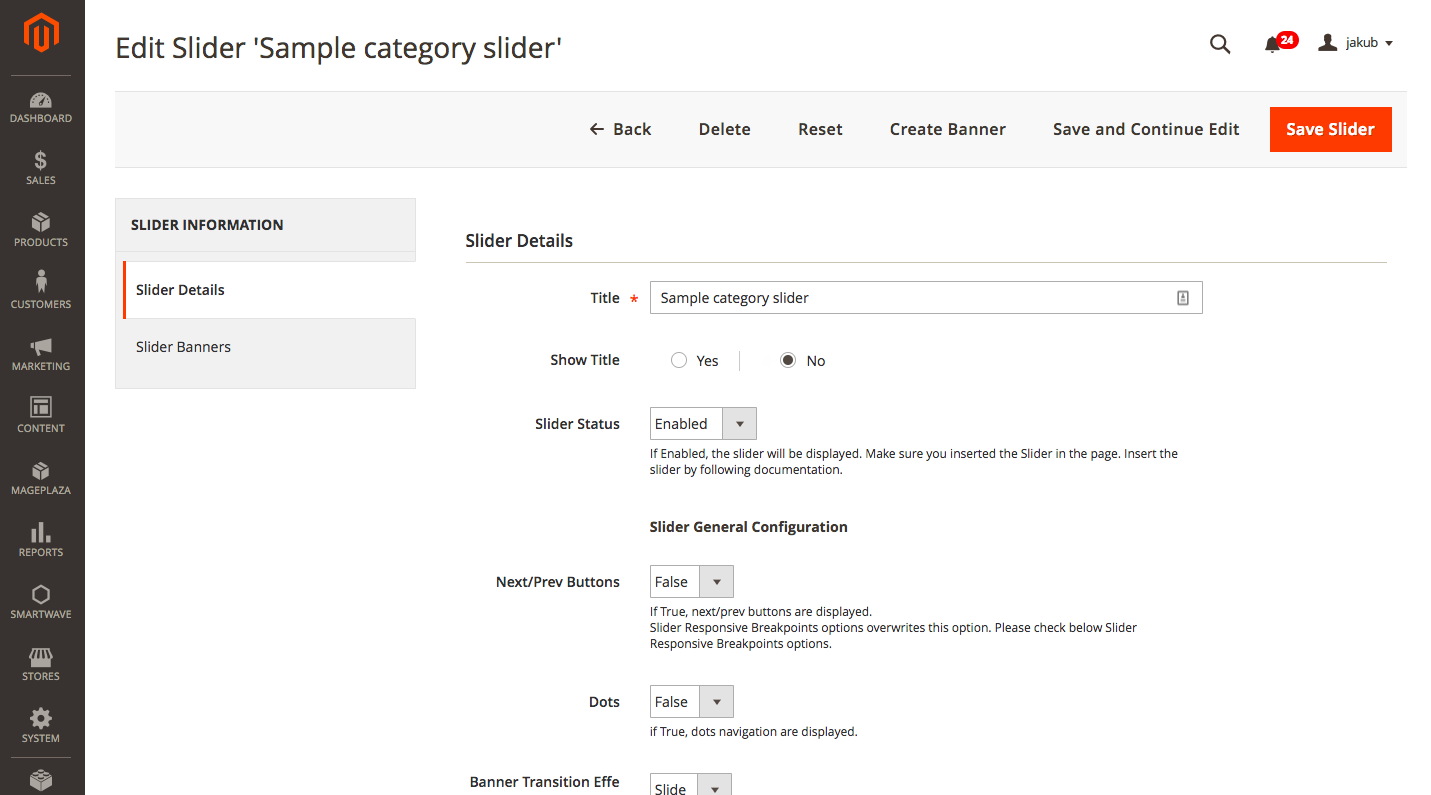 Edit Slider 'Sample category slider'
24
jakub
DASHBOARD
SALES
PRODUCTS
CUSTOMERS
MARKETING
CONTENT
MAGEPLAZA
REPORTS
SMARTWAVE
STORES
SYSTEM
← Back
Delete
Reset
Create Banner
Save and Continue Edit
Save Slider
SLIDER INFORMATION
Slider Details
Slider Banners
Slider Details
Title *
Sample category slider
Show Title
Yes
No
Slider Status
Enabled
If Enabled, the slider will be displayed. Make sure you inserted the Slider in the page. Insert the
slider by following documentation.
Slider General Configuration
Next/Prev Buttons
False
If True, next/prev buttons are displayed.
Slider Responsive Breakpoints options overwrites this option. Please check below Slider
Responsive Breakpoints options.
Dots
False
if True, dots navigation are displayed.
Banner Transition Effe
Slide